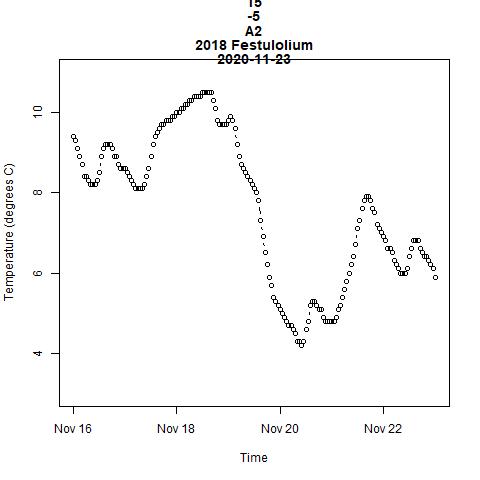 15
-5
A2
2018 Festulolium
2020-11-23
10
8
6
4
Temperature (degrees C)
Nov 16 Nov 18 Nov 20 Nov 22
Time